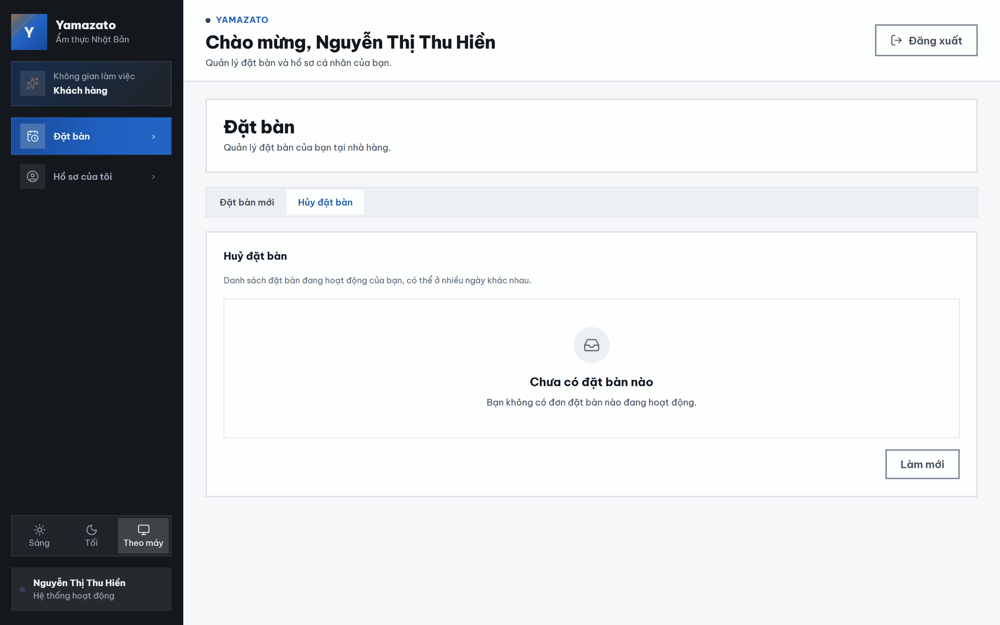 Y
Yamazato
Ẩm thực Nhật Bản
Không gian làm việc
Khách hàng
Đặt bàn
Hồ sơ của tôi
Sáng
Tối
Theo máy
Nguyễn Thị Thu Hiền
Hệ thống hoạt động
YAMAZATO
Chào mừng, Nguyễn Thị Thu Hiền
Quản lý đặt bàn và hồ sơ cá nhân của bạn.
Đăng xuất
Đặt bàn
Quản lý đặt bàn của bạn tại nhà hàng.
Đặt bàn mới
Hủy đặt bàn
Huỷ đặt bàn
Danh sách đặt bàn đang hoạt động của bạn, có thể ở nhiều ngày khác nhau.
Chưa có đặt bàn nào
Bạn không có đơn đặt bàn nào đang hoạt động.
Làm mới